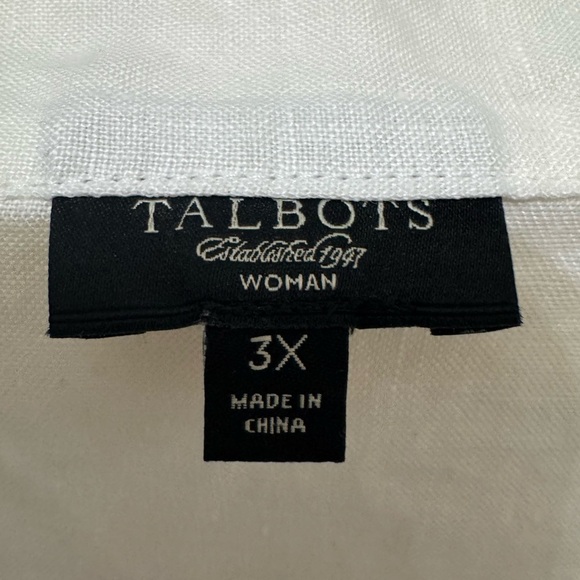 TALBOTS
Established 1947
WOMAN
3X
MADE IN
CHINA